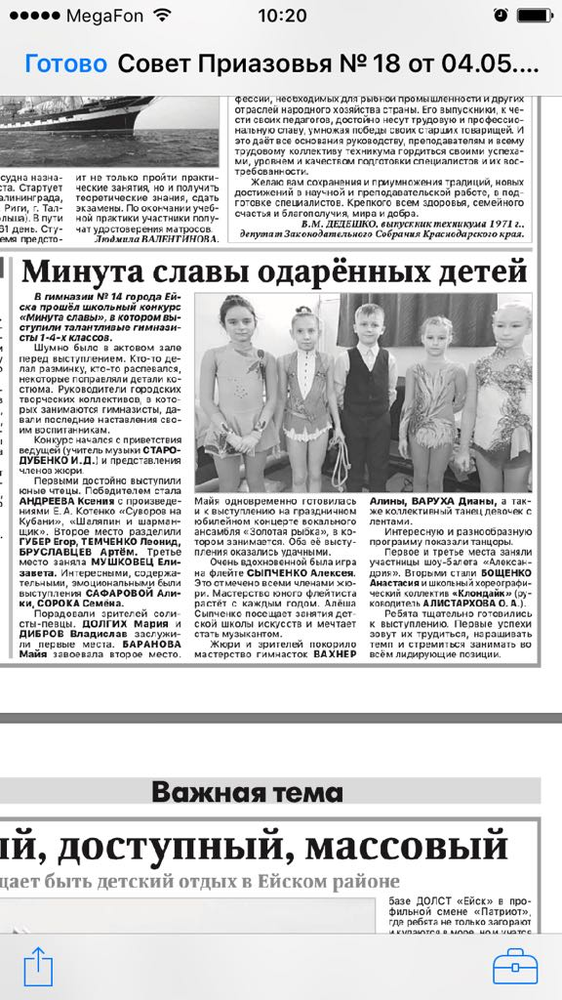 MegaFon
10:20
Готово
Совет Приазовья № 18 от 04.05....
судна назна-
ста. Стартует
алининграда,
Риги, г. Тал-
ольша). В пути
61 день. Сту-
емя предсто-
ит не только пройти практи-
ческие занятия, но и получить
теоретические знания, сдать
экзамены. По окончании учеб-
ной практики участники полу-
чат удостоверения матросов.
Людмила ВАЛЕНТИНОВА.
фессии, необходимых для рыбной промышленности и других
отраслей народного хозяйства страны. Его выпускники, к че-
сти своих педагогов, достойно несут трудовую и профессио-
нальную славу, умножая победы своих старших товарищей. И
это даёт все основания руководству, преподавателям и всему
трудовому коллективу техникума гордиться своими успеха-
ми, уровнем и качеством подготовки специалистов и их вос-
требованности.
Желаю вам сохранения и приумножения традиций, новых
достижений в научной и преподавательской работе, в под-
готовке специалистов. Крепкого всем здоровья, семейного
счастья и благополучия, мира и добра.
В.М. ДЕДЕШКО, выпускник техникума 1971 г.,
депутат Законодательного Собрания Краснодарского края.
Минута славы одарённых детей
В гимназии № 14 города Ей-
ска прошёл школьный конкурс
«Минута славы», в котором вы-
ступили талантливые гимнази-
сты 1-4-х классов.
Шумно было в актовом зале
перед выступлением. Кто-то де-
лал разминку, кто-то распевался,
некоторые поправляли детали ко-
стюма. Руководители городских
творческих коллективов, в кото-
рых занимаются гимназисты, да-
вали последние наставления сво-
им воспитанникам.
Конкурс начался с приветствия
ведущей (учитель музыки СТАРО-
ДУБЕНКО И.Д.) и представления
членов жюри.
Первыми достойно выступили
юные чтецы. Победителем стала
АНДРЕЕВА Ксения с произведе-
ниями Е. А. Котенко «Суворов на
Кубани», «Шаляпин и шарман-
щик». Второе место разделили
ГУБЕР Егор, ТЕМЧЕНКО Леонид,
БРУСЛАВЦЕВ Артём. Третье
место заняла МУШКОВЕЦ Ели-
завета. Интересными, содержа-
тельными, эмоциональными были
выступления САФАРОВОЙ Али-
ки, СОРОКА Семёна.
Порадовали зрителей соли-
сты-певцы. ДОЛГИХ Мария и
ДИБРОВ Владислав заслужи-
ли первые места. БАРАНОВА
Майя завоевала второе место.
Майя одновременно готовилась
и к выступлению на праздничном
юбилейном концерте вокального
ансамбля «Золотая рыбка», в ко-
тором занимается. Оба её высту-
пления оказались удачными.
Очень вдохновенной была игра
на флейте СЫПЧЕНКО Алексея.
Это отмечено всеми членами жю-
ри. Мастерство юного флейтиста
растёт с каждым годом. Алёша
Сыпченко посещает занятия дет-
ской школы искусств и мечтает
стать музыкантом.
Жюри и зрителей покорило
мастерство гимнасток ВАХНЕР
Алины, ВАРУХА Дианы, а так-
же коллективный танец девочек с
лентами.
Интересную и разнообразную
программу показали танцоры.
Первое и третье места заняли
участницы шоу-балета «Алексан-
дрия». Вторыми стали БОЩЕНКО
Анастасия и школьный хореографи-
ческий коллектив «Клондайк» (ру-
ководитель АЛИСТАРХОВА О. А.).
Ребята тщательно готовились
к выступлению. Первые успехи
зовут их трудиться, наращивать
темп и стремиться занимать во
всём лидирующие позиции.
Важная тема
ый, доступный, массовый
щает быть детский отдых в Ейском районе
базе ДОЛСТ «Ейск» в про-
фильной смене «Патриот»,
где ребята не только загорают
и купаются в море, но и учатся